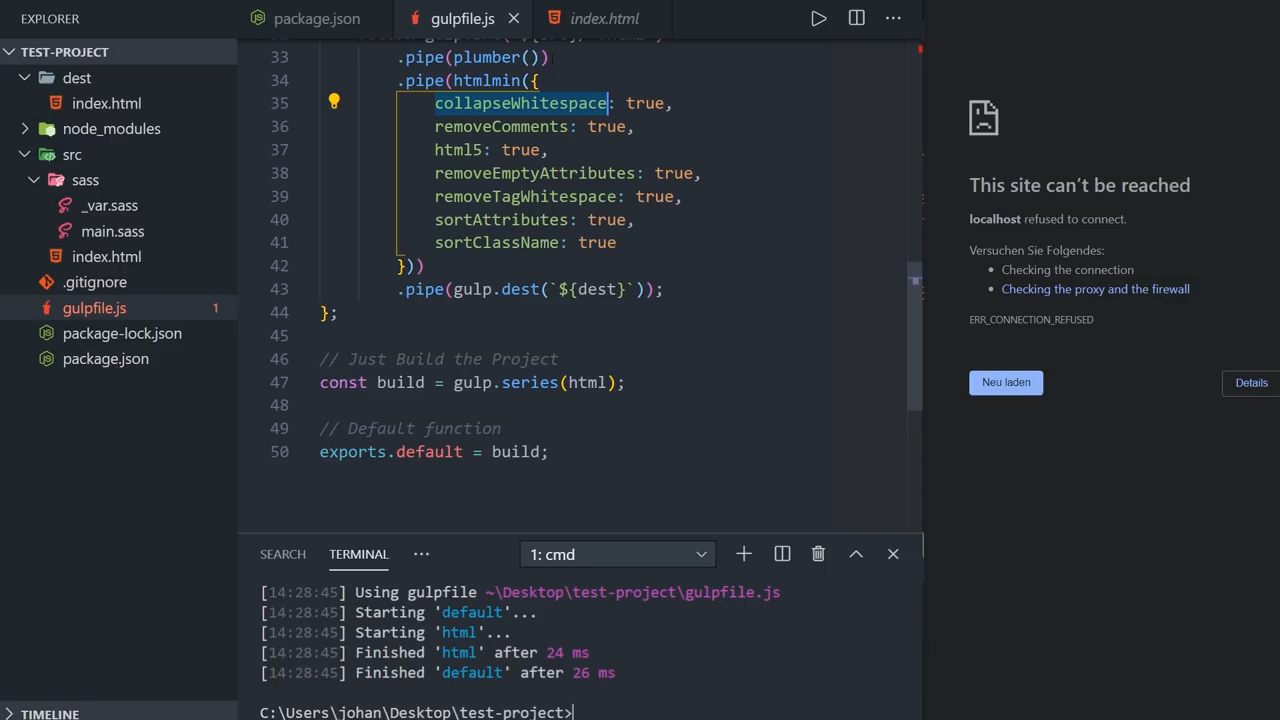 EXPLORER
package.json
gulpfile.js
index.html
TEST-PROJECT
dest
index.html
node_modules
src
sass
_var.sass
main.sass
index.html
.gitignore
gulpfile.js 1
package-lock.json
package.json
TIMELINE
33 .pipe(plumber())
34 .pipe(htmlmin({
35 collapseWhitespace: true,
36 removeComments: true,
37 html5: true,
38 removeEmptyAttributes: true,
39 removeTagWhitespace: true,
40 sortAttributes: true,
41 sortClassName: true
42 }))
43 .pipe(gulp.dest(`${dest}`));
44 };
45
46 // Just Build the Project
47 const build = gulp.series(html);
48
49 // Default function
50 exports.default = build;
SEARCH TERMINAL ··· 1: cmd
[14:28:45] Using gulpfile ~\Desktop\test-project\gulpfile.js
[14:28:45] Starting 'default'...
[14:28:45] Starting 'html'...
[14:28:45] Finished 'html' after 24 ms
[14:28:45] Finished 'default' after 26 ms
C:\Users\johan\Desktop\test-project>
This site can't be reached
localhost refused to connect.
Versuchen Sie Folgendes:
• Checking the connection
• Checking the proxy and the firewall
ERR_CONNECTION_REFUSED
Neu laden
Details